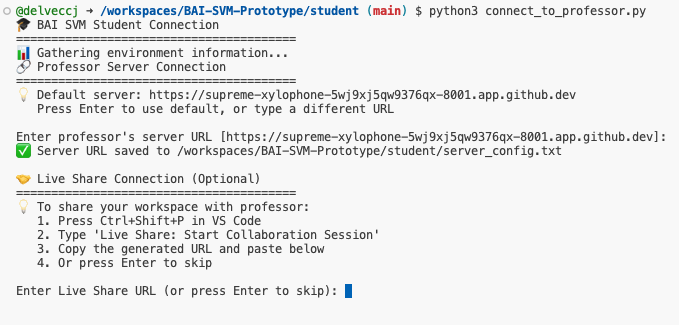 @delveccj → /workspaces/BAI-SVM-Prototype/student (main) $ python3 connect_to_professor.py
🎓 BAI SVM Student Connection
========================================
📊 Gathering environment information...
🔗 Professor Server Connection
========================================
💡 Default server: https://supreme-xylophone-5wj9xj5qw9376qx-8001.app.github.dev
Press Enter to use default, or type a different URL
Enter professor's server URL [https://supreme-xylophone-5wj9xj5qw9376qx-8001.app.github.dev]:
✅ Server URL saved to /workspaces/BAI-SVM-Prototype/student/server_config.txt
🤝 Live Share Connection (Optional)
========================================
💡 To share your workspace with professor:
1. Press Ctrl+Shift+P in VS Code
2. Type 'Live Share: Start Collaboration Session'
3. Copy the generated URL and paste below
4. Or press Enter to skip
Enter Live Share URL (or press Enter to skip):